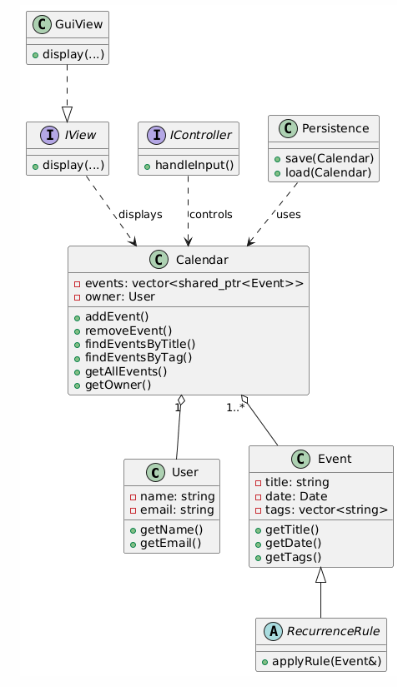 C GuiView
display(...)
I IView
display(...)
I IController
handleInput()
C Persistence
save(Calendar)
load(Calendar)
displays
controls
uses
C Calendar
events: vector<shared_ptr<Event>>
owner: User
addEvent()
removeEvent()
findEventsByTitle()
findEventsByTag()
getAllEvents()
getOwner()
1
1..*
C User
name: string
email: string
getName()
getEmail()
C Event
title: string
date: Date
tags: vector<string>
getTitle()
getDate()
getTags()
A RecurrenceRule
applyRule(Event&)